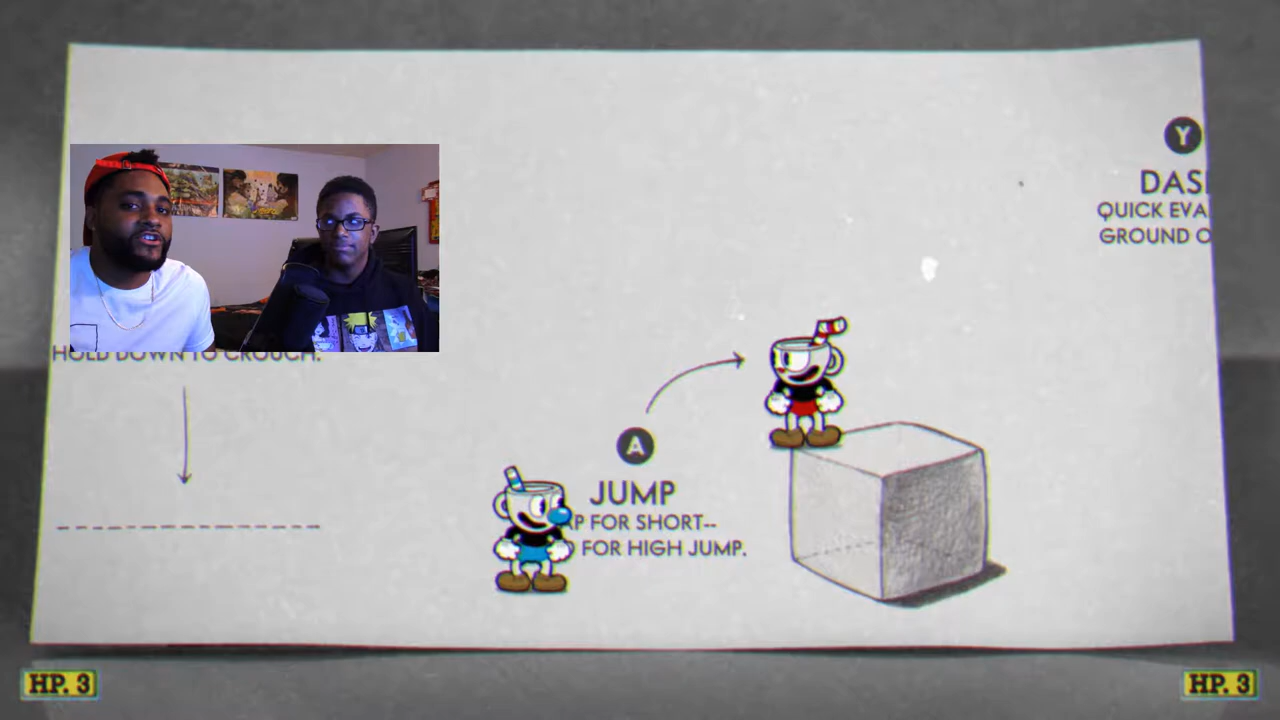 Y
DAS
QUICK EVA
GROUND O
HOLD DOWN TO CROUCH.
A
JUMP
FOR SHORT--
FOR HIGH JUMP.
HP. 3
HP. 3